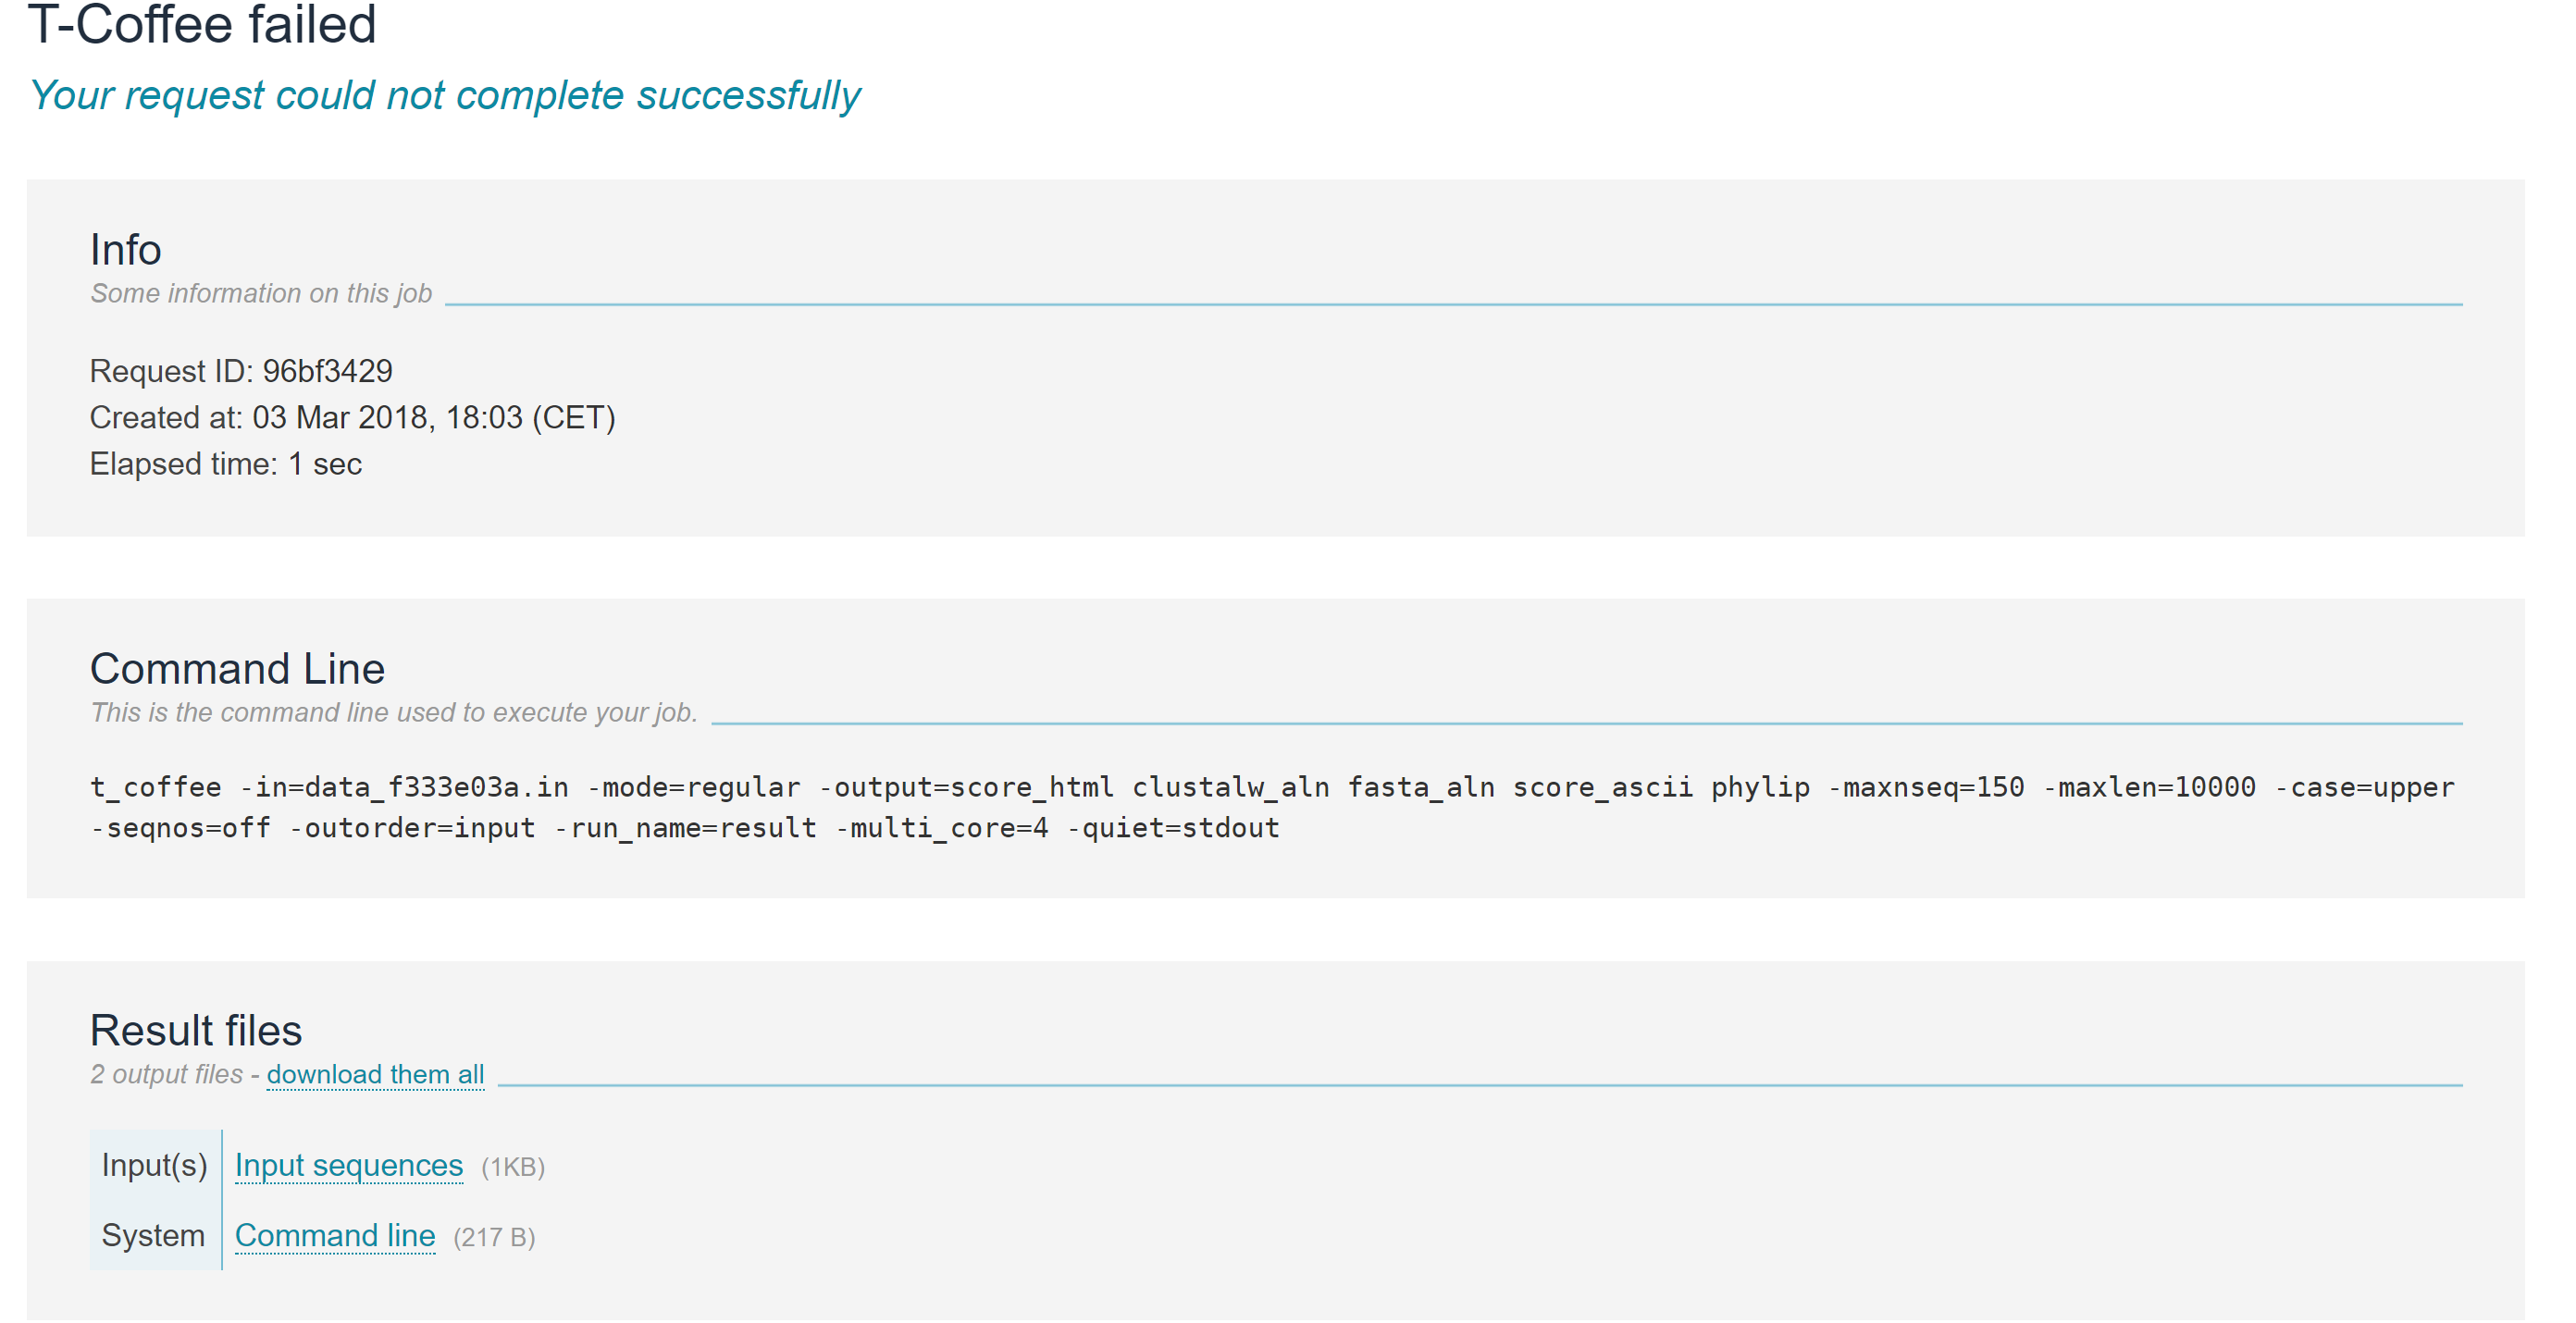 T-Coffee failed
Your request could not complete successfully
Info
Some information on this job
Request ID: 96bf3429
Created at: 03 Mar 2018, 18:03 (CET)
Elapsed time: 1 sec
Command Line
This is the command line used to execute your job.
t_coffee -in=data_f333e03a.in -mode=regular -output=score_html clustalw_aln fasta_aln score_ascii phylip -maxnseq=150 -maxlen=10000 -case=upper
-seqnos=off -outorder=input -run_name=result -multi_core=4 -quiet=stdout
Result files
2 output files - download them all
Input(s) Input sequences (1KB)
System Command line (217 B)